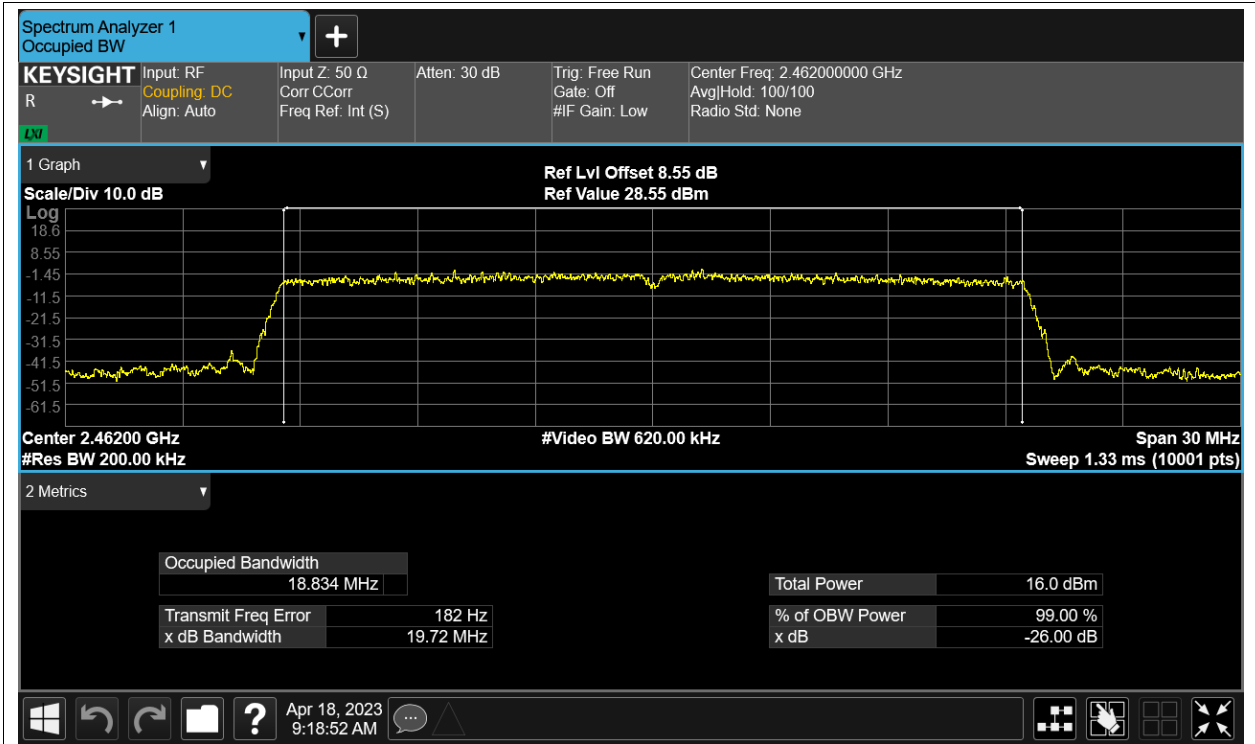 Spectrum Analyzer 1
Occupied BW
KEYSIGHT
R
LXI
Input: RF
Coupling: DC
Align: Auto
Input Z: 50 Ω
Corr CCorr
Freq Ref: Int (S)
Atten: 30 dB
Trig: Free Run
Gate: Off
#IF Gain: Low
Center Freq: 2.462000000 GHz
Avg|Hold: 100/100
Radio Std: None
1 Graph
Scale/Div 10.0 dB
Ref Lvl Offset 8.55 dB
Ref Value 28.55 dBm
Log
18.6
8.55
-1.45
-11.5
-21.5
-31.5
-41.5
-51.5
-61.5
Center 2.46200 GHz
#Video BW 620.00 kHz
Span 30 MHz
#Res BW 200.00 kHz
Sweep 1.33 ms (10001 pts)
2 Metrics
Occupied Bandwidth
18.834 MHz
Transmit Freq Error 182 Hz
x dB Bandwidth 19.72 MHz
Total Power 16.0 dBm
% of OBW Power 99.00 %
x dB -26.00 dB
?
Apr 18, 2023
9:18:52 AM